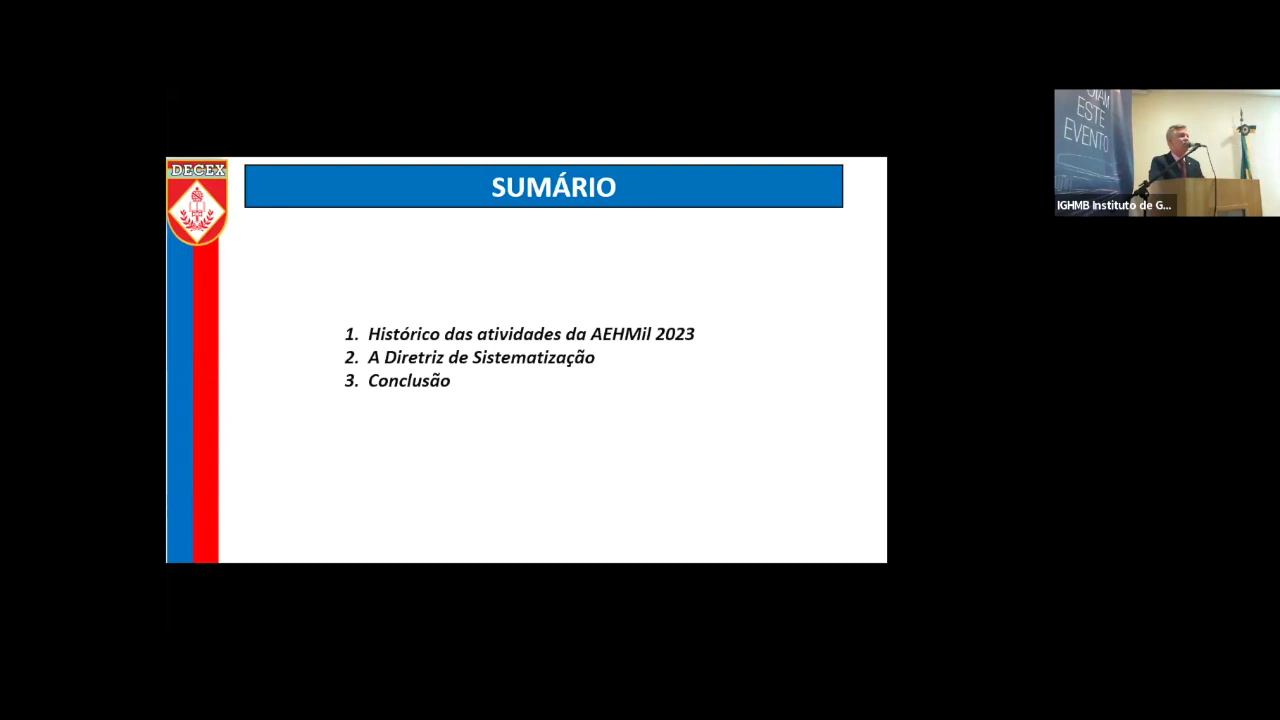 DECEX
SUMÁRIO
1. Histórico das atividades da AEHMil 2023
2. A Diretriz de Sistematização
3. Conclusão
ESTE
EVENTO
IGHMB Instituto de G...